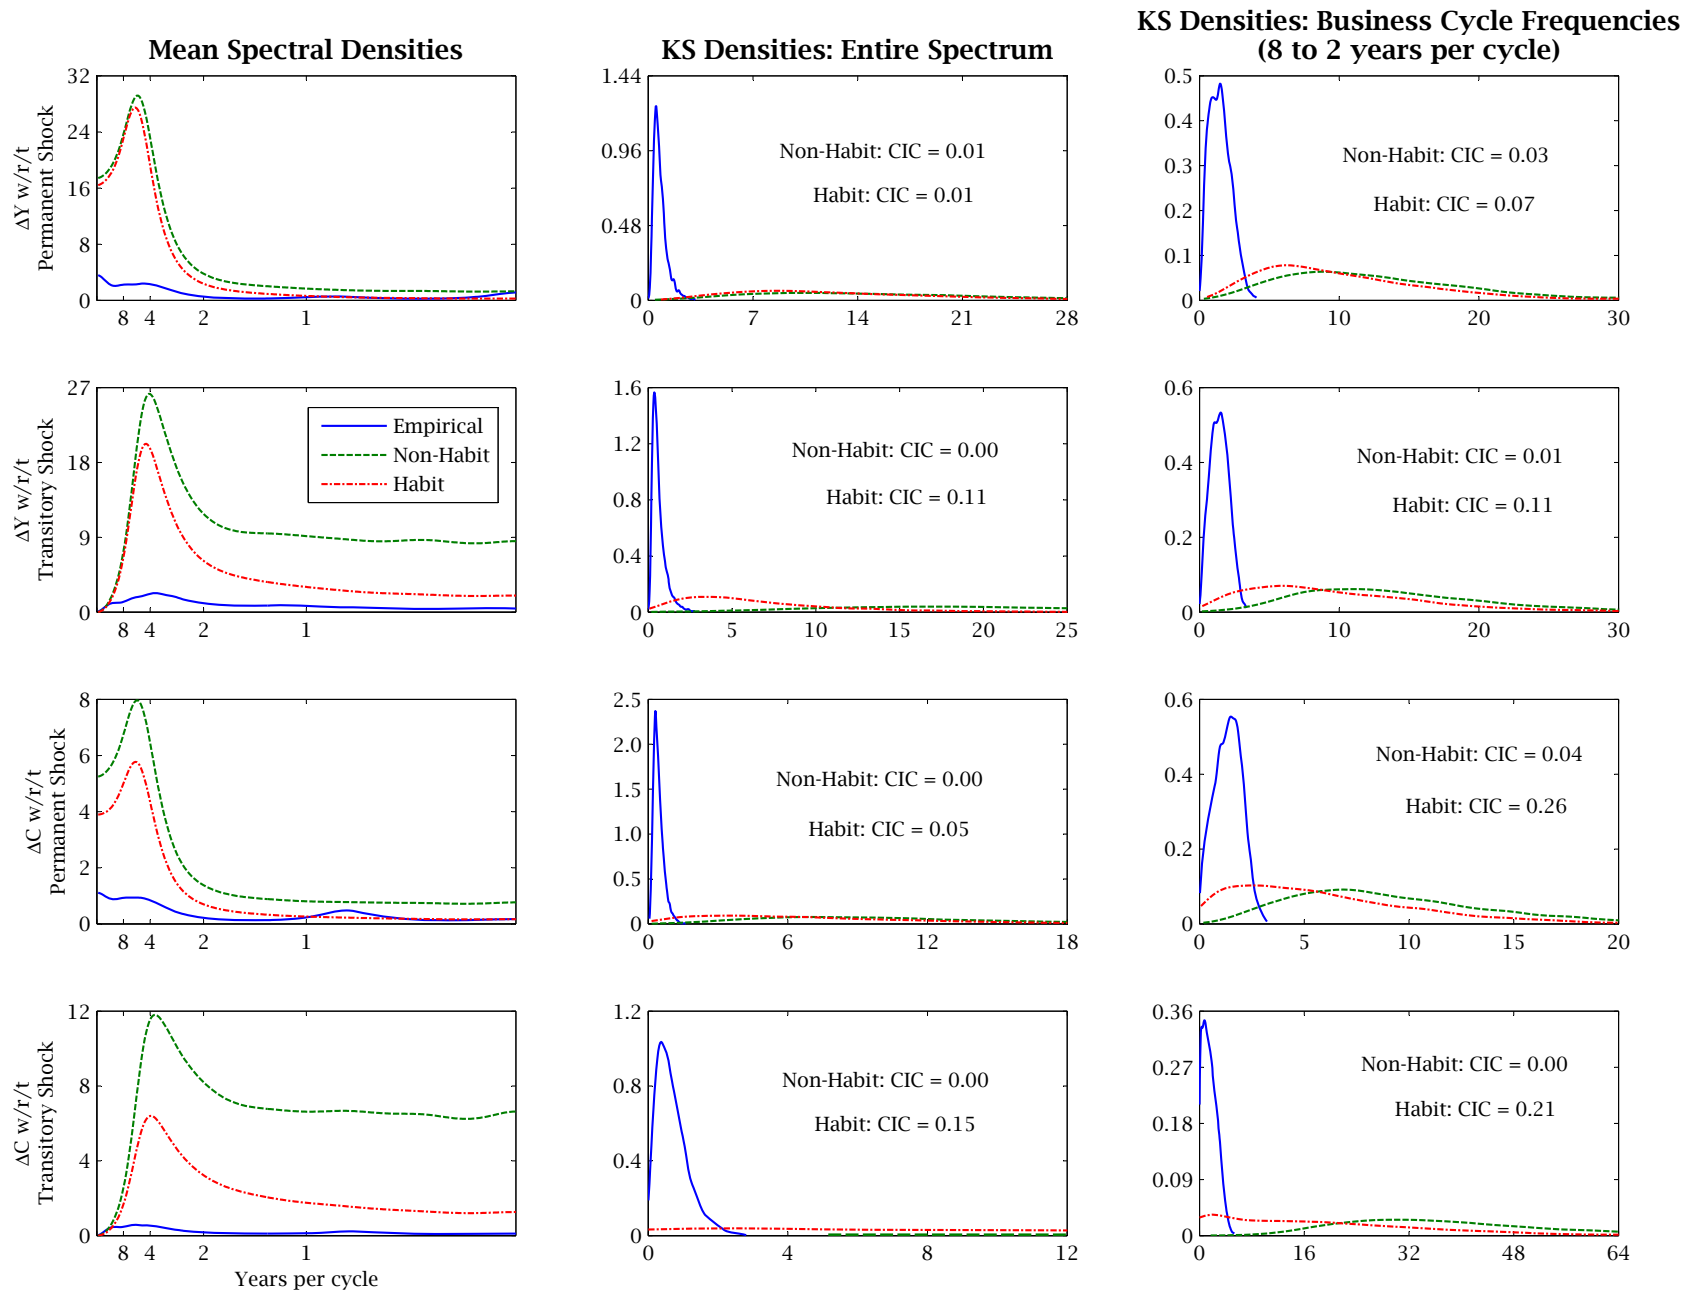 Mean Spectral Densities
KS Densities: Entire Spectrum
KS Densities: Business Cycle Frequencies
(8 to 2 years per cycle)
ΔY w/r/t
Permanent Shock
32
24
16
8
0
8 4 2 1
1.44
0.96
0.48
0
Non-Habit: CIC = 0.01
Habit: CIC = 0.01
0 7 14 21 28
0.5
0.4
0.3
0.2
0.1
0
Non-Habit: CIC = 0.03
Habit: CIC = 0.07
0 10 20 30
ΔY w/r/t
Transitory Shock
27
18
9
0
Empirical
Non-Habit
Habit
8 4 2 1
1.6
1.2
0.8
0.4
0
Non-Habit: CIC = 0.00
Habit: CIC = 0.11
0 5 10 15 20 25
0.6
0.4
0.2
0
Non-Habit: CIC = 0.01
Habit: CIC = 0.11
0 10 20 30
ΔC w/r/t
Permanent Shock
8
6
4
2
0
8 4 2 1
2.5
2.0
1.5
1.0
0.5
0
Non-Habit: CIC = 0.00
Habit: CIC = 0.05
0 6 12 18
0.6
0.4
0.2
0
Non-Habit: CIC = 0.04
Habit: CIC = 0.26
0 5 10 15 20
ΔC w/r/t
Transitory Shock
12
8
4
0
8 4 2 1
Years per cycle
1.2
0.8
0.4
0
Non-Habit: CIC = 0.00
Habit: CIC = 0.15
0 4 8 12
0.36
0.27
0.18
0.09
0
Non-Habit: CIC = 0.00
Habit: CIC = 0.21
0 16 32 48 64